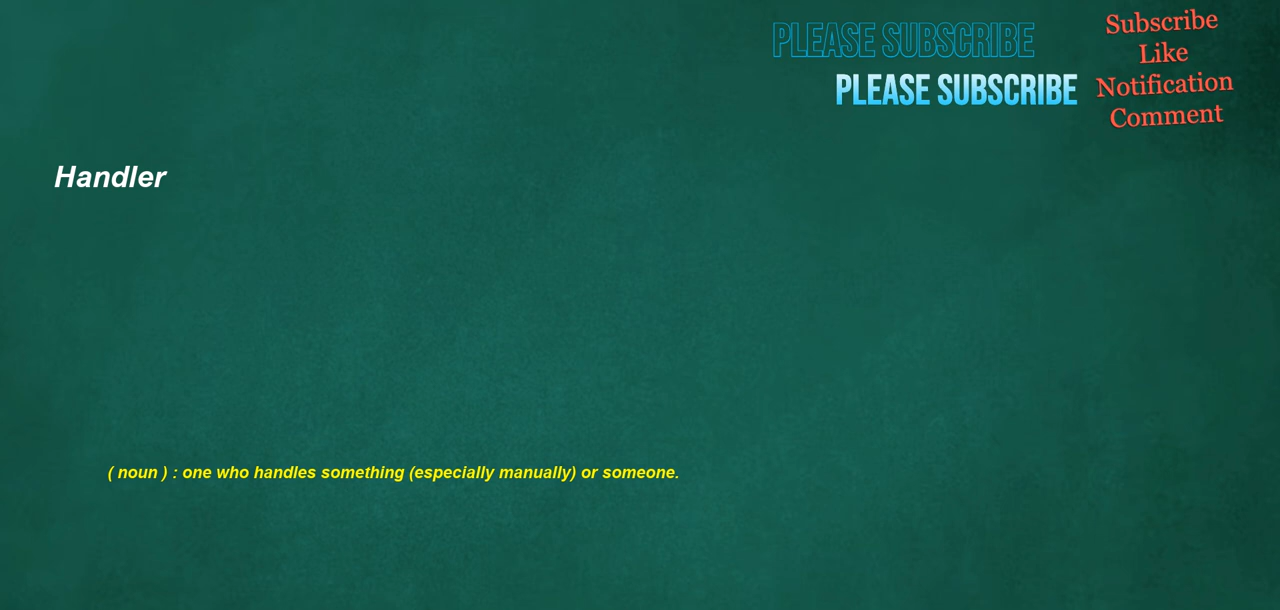 PLEASE SUBSCRIBE
PLEASE SUBSCRIBE
Subscribe
Like
Notification
Comment
Handler
( noun ) : one who handles something (especially manually) or someone.